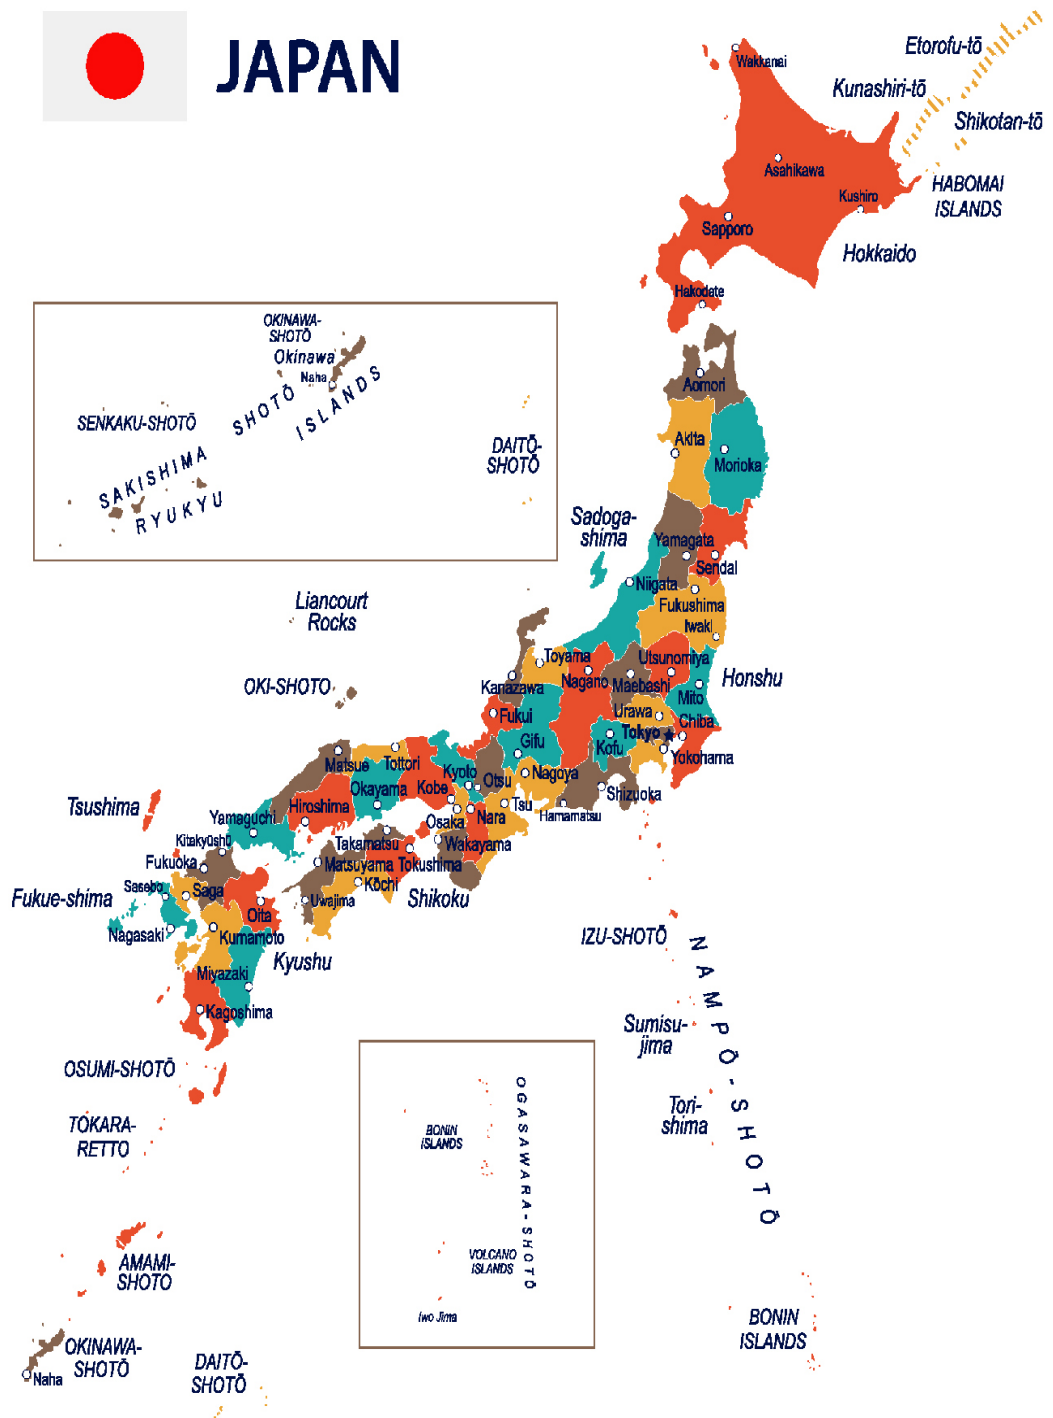 JAPAN
Etorofu-tō
Kunashiri-tō
Shikotan-tō
HABOMAI
ISLANDS
Wakkanai
Asahikawa
Kushiro
Sapporo
Hokkaido
Hakodate
OKINAWA-
SHOTŌ
Okinawa
Naha
SHOTŌ
ISLANDS
SENKAKU-SHOTŌ
SAKISHIMA
RYUKYU
DAITŌ-
SHOTŌ
Aomori
Akita
Morioka
Sadoga-
shima
Yamagata
Sendal
Niigata
Fukushima
Iwaki
Liancourt
Rocks
OKI-SHOTO
Toyama
Kanazawa
Nagano
Utsunomiya
Maebashi
Mito
Honshu
Fukui
Urawa
Chiba
Tokyo
Gifu
Kofu
Yokohama
Matsue
Tottori
Kyoto
Otsu
Nagoya
Okayama
Kobe
Shizuoka
Tsushima
Hiroshima
Tsu
Hamamatsu
Yamaguchi
Osaka
Nara
Kitakyūshū
Takamatsu
Wakayama
Fukuoka
Matsuyama
Tokushima
Fukue-shima
Sasebo
Saga
Kōchi
Shikoku
Oita
Uwajima
Nagasaki
Kumamoto
Kyushu
Miyazaki
Kagoshima
IZU-SHOTŌ
NAMPŌ-SHOTŌ
Sumisu-
jima
OSUMI-SHOTŌ
Tori-
shima
TOKARA-
RETTO
BONIN
ISLANDS
OGASAWARA-SHOTŌ
VOLCANO
ISLANDS
Iwo Jima
AMAMI-
SHOTO
BONIN
ISLANDS
OKINAWA-
SHOTŌ
Naha
DAITŌ-
SHOTŌ